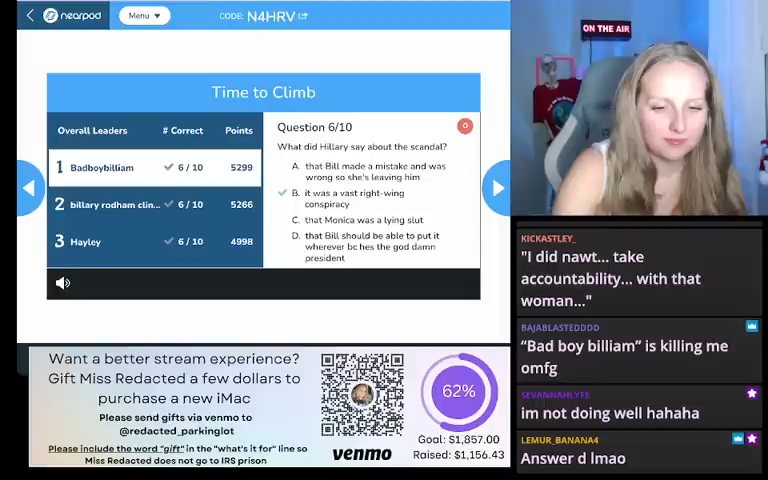 nearpod
Menu
CODE: N4HRV
ON THE AIR
Time to Climb
Overall Leaders # Correct Points
1 Badboybilliam 6 / 10 5299
2 billary rodham clin... 6 / 10 5266
3 Hayley 6 / 10 4998
Question 6/10
0
What did Hillary say about the scandal?
A. that Bill made a mistake and was
wrong so she's leaving him
B. it was a vast right-wing
conspiracy
C. that Monica was a lying slut
D. that Bill should be able to put it
wherever bc hes the god damn
president
KICKASTLEY_
"I did nawt... take
accountability... with that
woman..."
BAJABLASTEDDDD
“Bad boy billiam” is killing me
omfg
SEVANNAHLYFE
im not doing well hahaha
LEMUR_BANANA4
Answer d lmao
Want a better stream experience?
Gift Miss Redacted a few dollars to
purchase a new iMac
Please send gifts via venmo to
@redacted_parkinglot
Please include the word "gift" in the "what's it for" line so
Miss Redacted does not go to IRS prison
venmo
62%
Goal: $1,857.00
Raised: $1,156.43